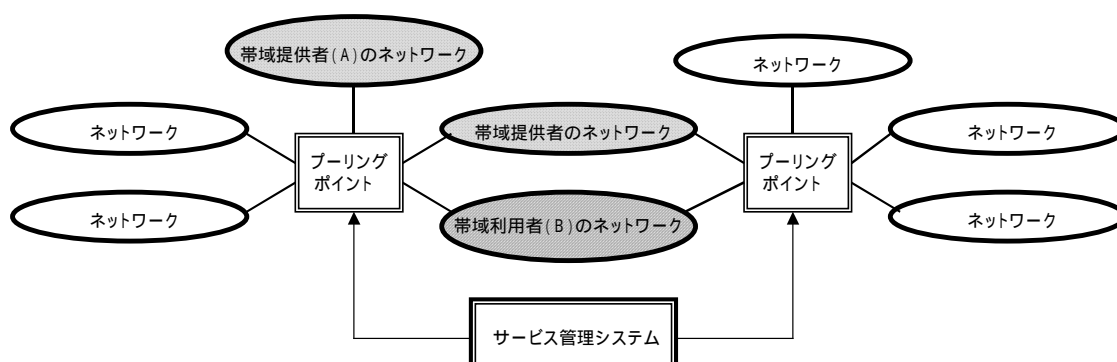 帯域提供者(A)のネットワーク
ネットワーク
ネットワーク
帯域提供者のネットワーク
ネットワーク
プーリング
ポイント
プーリング
ポイント
ネットワーク
帯域利用者(B)のネットワーク
ネットワーク
サービス管理システム